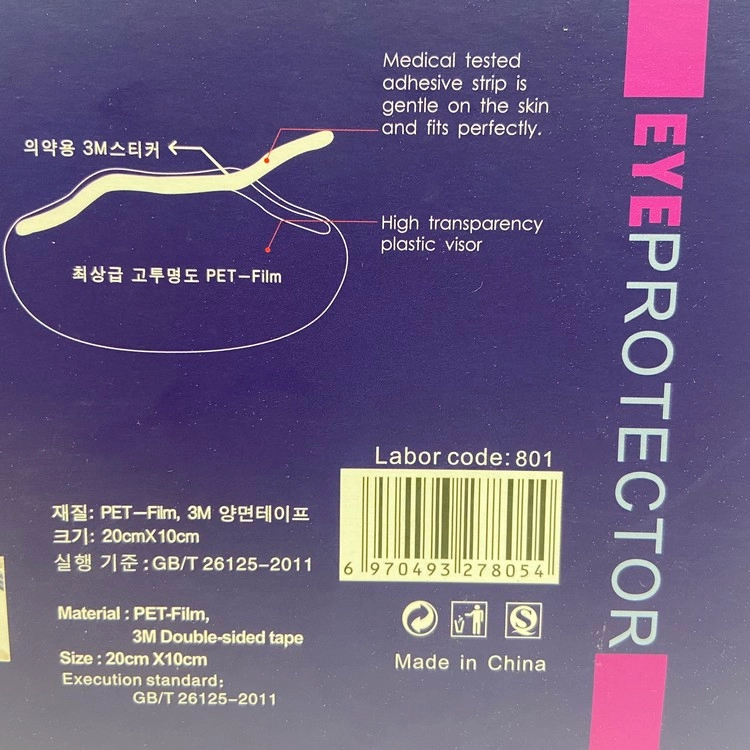 Medical tested
adhesive strip is
gentle on the skin
and fits perfectly.
의약용 3M스티커
High transparency
plastic visor
최상급 고투명도 PET-Film
EYEPROTECTOR
Labor code: 801
6 970493 278054
재질: PET-Film, 3M 양면테이프
크기: 20cmX10cm
실행 기준 : GB/T 26125-2011
Material : PET-Film,
3M Double-sided tape
Size : 20cm X10cm
Execution standard:
GB/T 26125-2011
Made in China